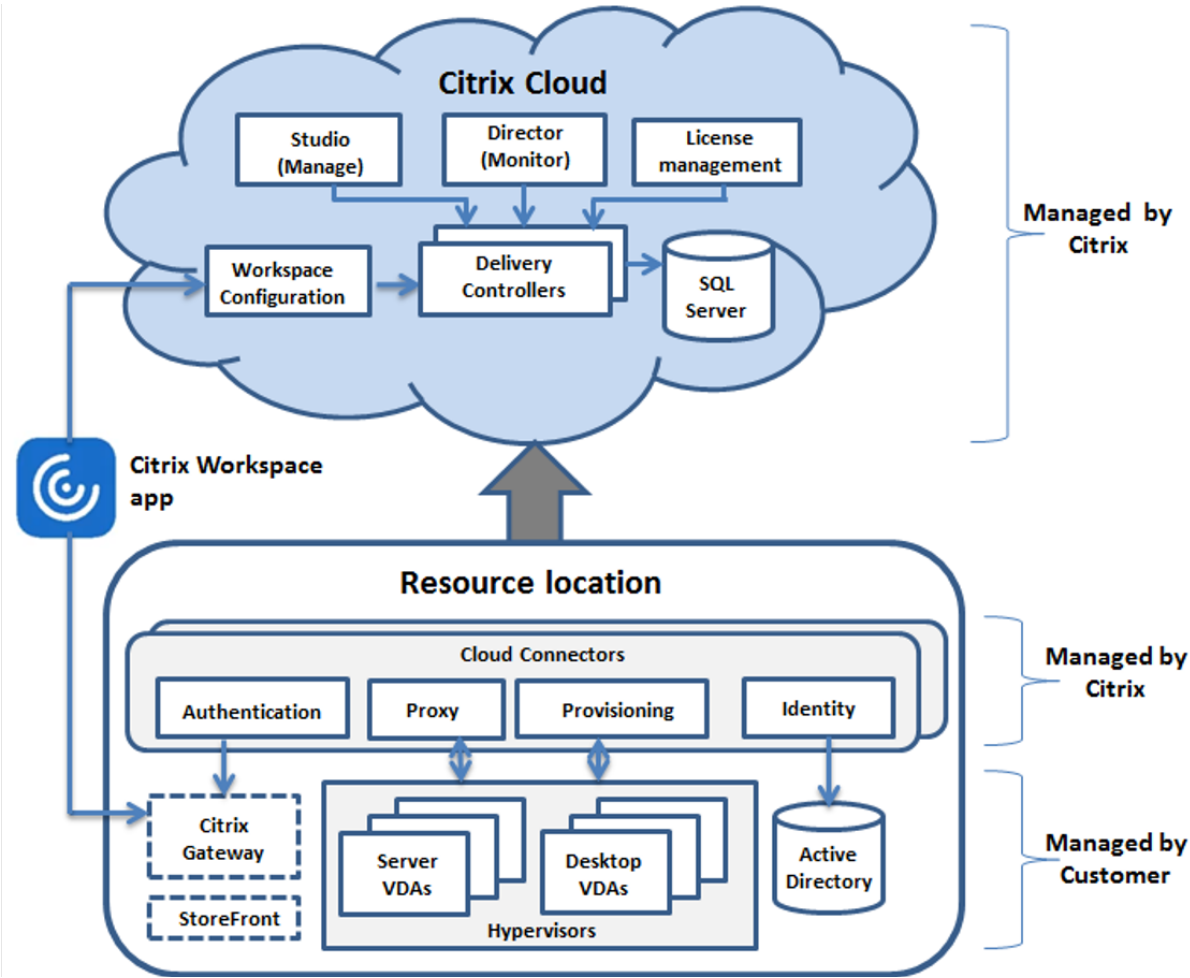 Citrix Cloud
Studio
(Manage)
Director
(Monitor)
License
management
Managed by
Citrix
Workspace
Configuration
Delivery
Controllers
SQL
Server
Citrix Workspace
app
Resource location
Cloud Connectors
Authentication
Proxy
Provisioning
Identity
Managed by
Citrix
Citrix
Gateway
StoreFront
Server
VDAs
Desktop
VDAs
Hypervisors
Active
Directory
Managed by
Customer